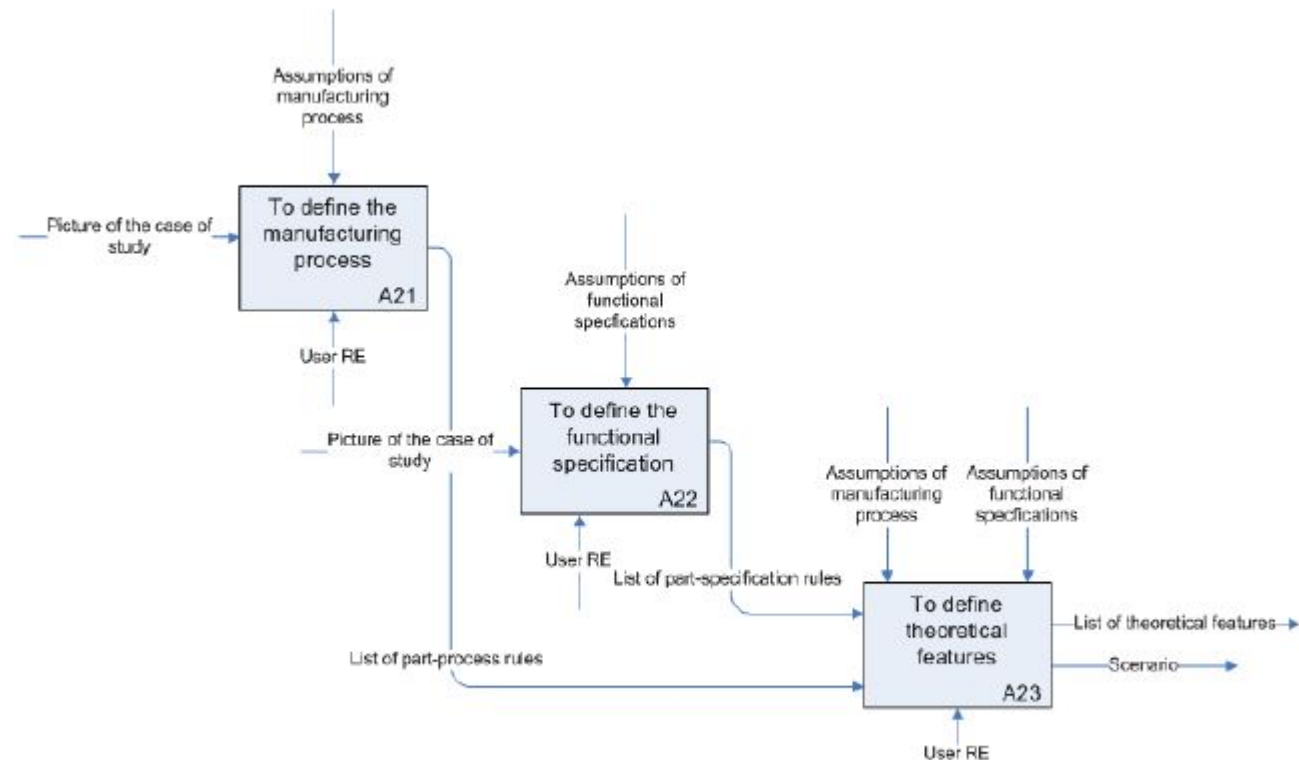 Assumptions of
manufacturing
process
To define the
manufacturing
process
A21
Picture of the case of
study
User RE
Assumptions of
functional
specfications
To define the
functional
specification
A22
Picture of the case of
study
User RE
List of part-specification rules
List of part-process rules
Assumptions of
manufacturing
process
Assumptions of
functional
specfications
To define
theoretical
features
A23
List of theoretical features
Scenario
User RE